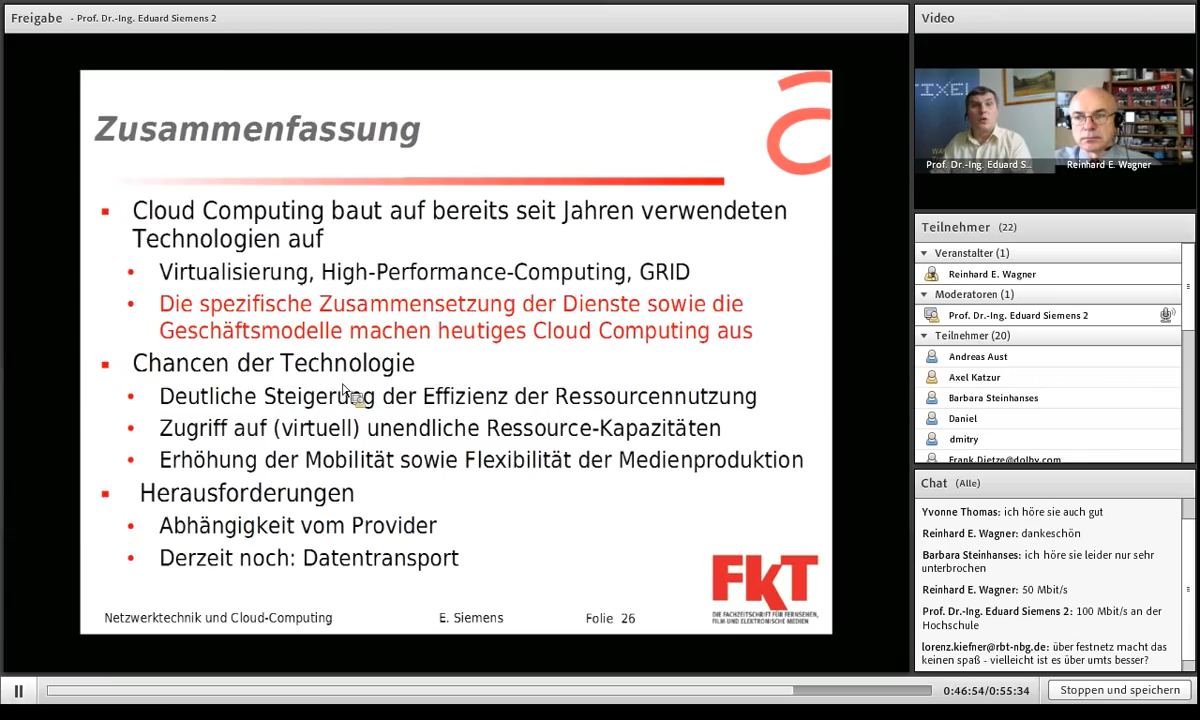 Freigabe - Prof. Dr.-Ing. Eduard Siemens 2
Zusammenfassung
Cloud Computing baut auf bereits seit Jahren verwendeten
Technologien auf
Virtualisierung, High-Performance-Computing, GRID
Die spezifische Zusammensetzung der Dienste sowie die
Geschäftsmodelle machen heutiges Cloud Computing aus
Chancen der Technologie
Deutliche Steigerung der Effizienz der Ressourcennutzung
Zugriff auf (virtuell) unendliche Ressource-Kapazitäten
Erhöhung der Mobilität sowie Flexibilität der Medienproduktion
Herausforderungen
Abhängigkeit vom Provider
Derzeit noch: Datentransport
FKT
DIE FACHZEITSCHRIFT FÜR FERNSEHEN,
FILM UND ELEKTRONISCHE MEDIEN
Netzwerktechnik und Cloud-Computing
E. Siemens
Folie 26
Video
Prof. Dr.-Ing. Eduard S...
Reinhard E. Wagner
Teilnehmer (22)
Veranstalter (1)
Reinhard E. Wagner
Moderatoren (1)
Prof. Dr.-Ing. Eduard Siemens 2
Teilnehmer (20)
Andreas Aust
Axel Katzur
Barbara Steinhanses
Daniel
dmitry
Frank.Dietze@dolby.com
Chat (Alle)
Yvonne Thomas: ich höre sie auch gut
Reinhard E. Wagner: dankeschön
Barbara Steinhanses: ich höre sie leider nur sehr
unterbrochen
Reinhard E. Wagner: 50 Mbit/s
Prof. Dr.-Ing. Eduard Siemens 2: 100 Mbit/s an der
Hochschule
lorenz.kiefner@rbt-nbg.de: über festnetz macht das
keinen spaß - vielleicht ist es über umts besser?
0:46:54/0:55:34
Stoppen und speichern